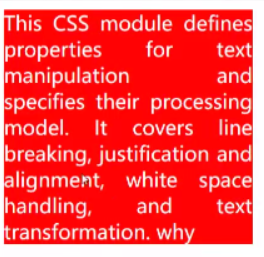 This CSS module defines
properties for text
manipulation and
specifies their processing
model. It covers line
breaking, justification and
alignment, white space
handling, and text
transformation. why